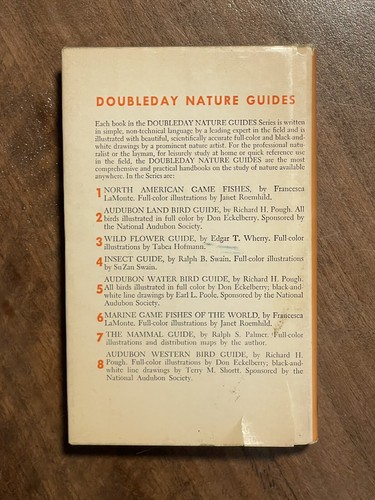 DOUBLEDAY NATURE GUIDES
Each book in the DOUBLEDAY NATURE GUIDES Series is written
in simple, non-technical language by a leading expert in the field and is
illustrated with beautiful, scientifically accurate full-color and black-and-
white drawings by a prominent nature artist. For the professional natu-
ralist or the layman, for leisurely study at home or quick reference use
in the field, the DOUBLEDAY NATURE GUIDES are the most
comprehensive and practical handbooks on the study of nature available
anywhere. In the Series are:
1 NORTH AMERICAN GAME FISHES, by Francesca
LaMonte. Full-color illustrations by Janet Roemhild.
2 AUDUBON LAND BIRD GUIDE, by Richard H. Pough. All
birds illustrated in full color by Don Eckelberry. Sponsored by
the National Audubon Society.
3 WILD FLOWER GUIDE, by Edgar T. Wherry. Full-color
illustrations by Tabea Hofmann.
4 INSECT GUIDE, by Ralph B. Swain. Full-color illustrations
by SuZan Swain.
5 AUDUBON WATER BIRD GUIDE, by Richard H. Pough.
All birds illustrated in full color by Don Eckelberry; black-and-
white line drawings by Earl L. Poole. Sponsored by the National
Audubon Society.
6 MARINE GAME FISHES OF THE WORLD, by Francesca
LaMonte. Full-color illustrations by Janet Roemhild.
7 THE MAMMAL GUIDE, by Ralph S. Palmer. Full-color
illustrations and distribution maps by the author.
8 AUDUBON WESTERN BIRD GUIDE, by Richard H.
Pough. Full-color illustrations by Don Eckelberry; black-and-
white line drawings by Terry M. Shortt. Sponsored by the
National Audubon Society.